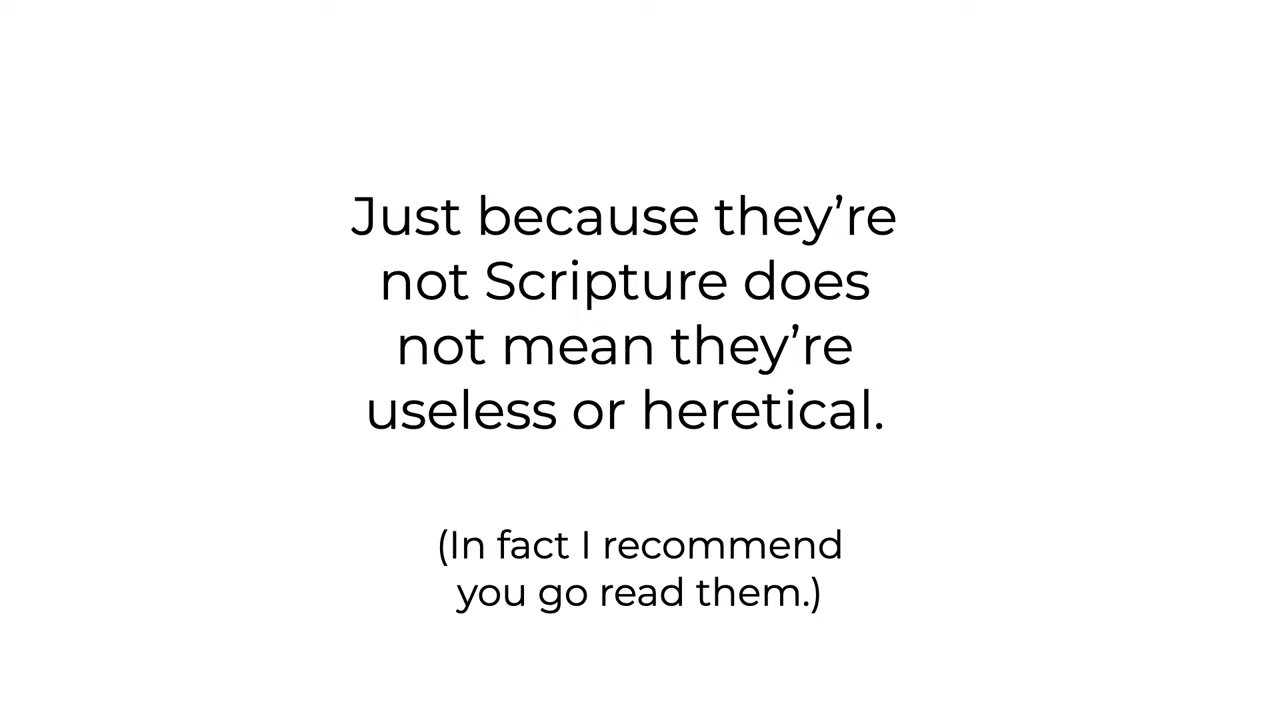 Just because they’re
not Scripture does
not mean they’re
useless or heretical.
(In fact I recommend
you go read them.)